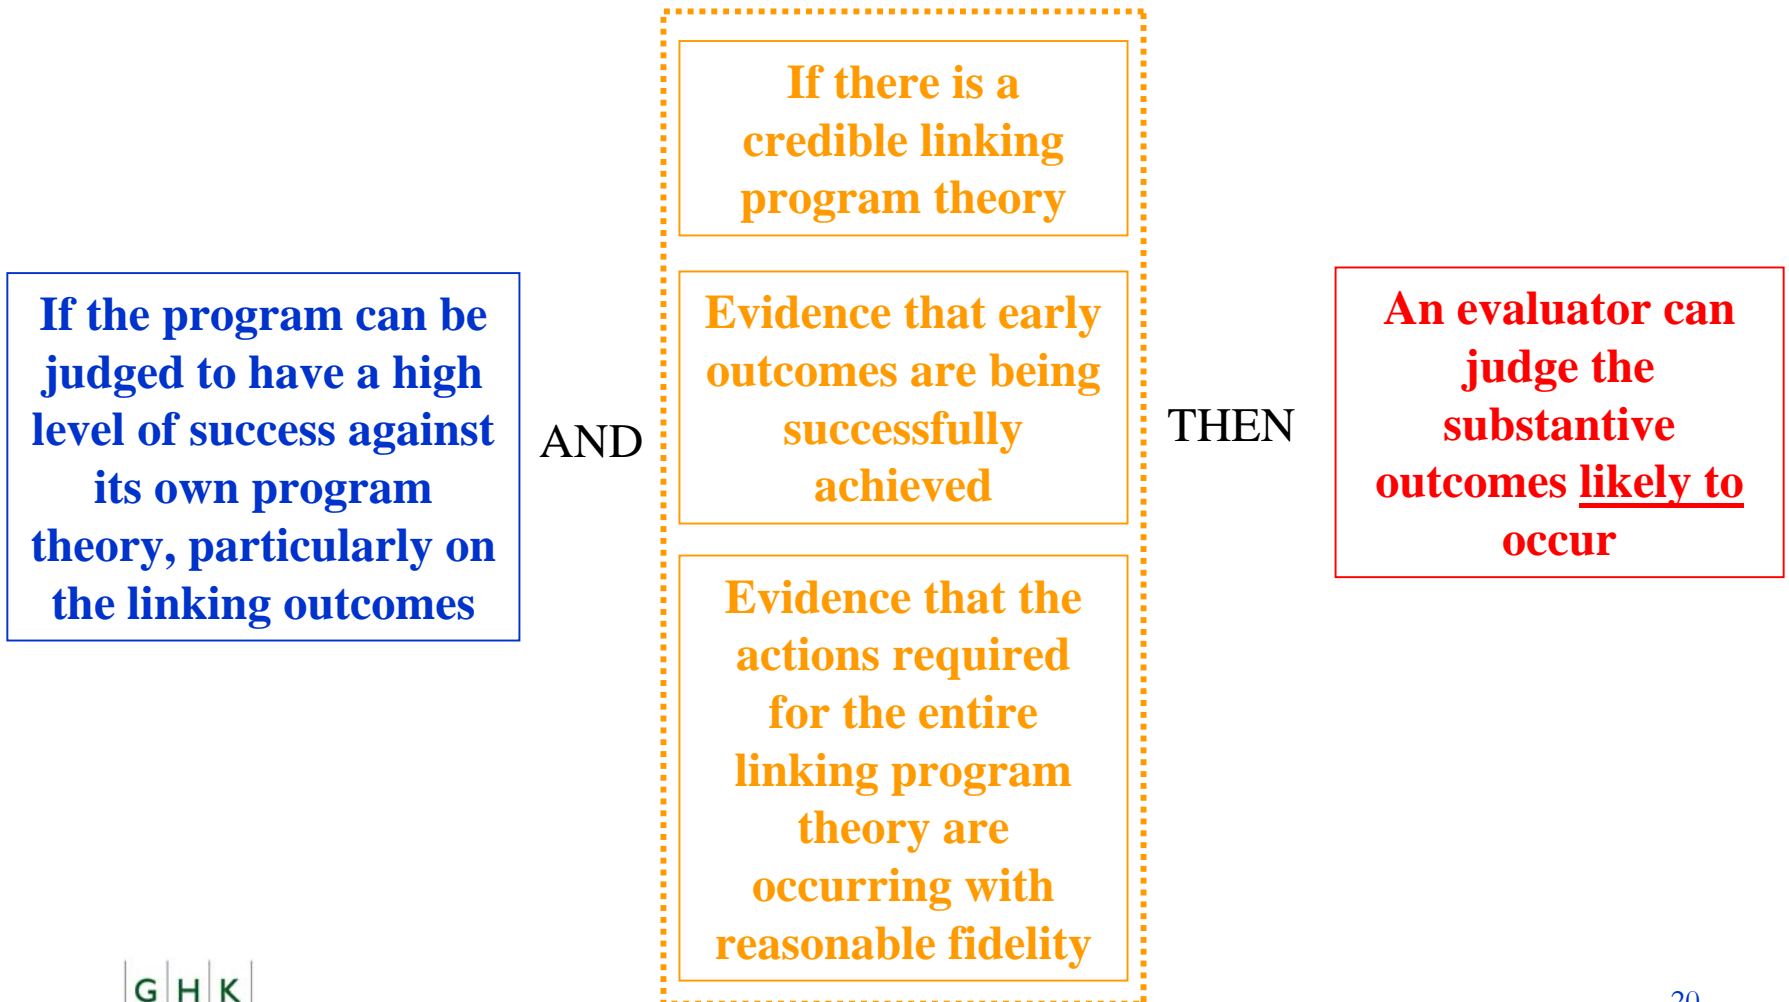 If the program can be
judged to have a high
level of success against
its own program
theory, particularly on
the linking outcomes
AND
If there is a
credible linking
program theory
Evidence that early
outcomes are being
successfully
achieved
Evidence that the
actions required
for the entire
linking program
theory are
occurring with
reasonable fidelity
THEN
An evaluator can
judge the
substantive
outcomes likely to
occur
G H K
20